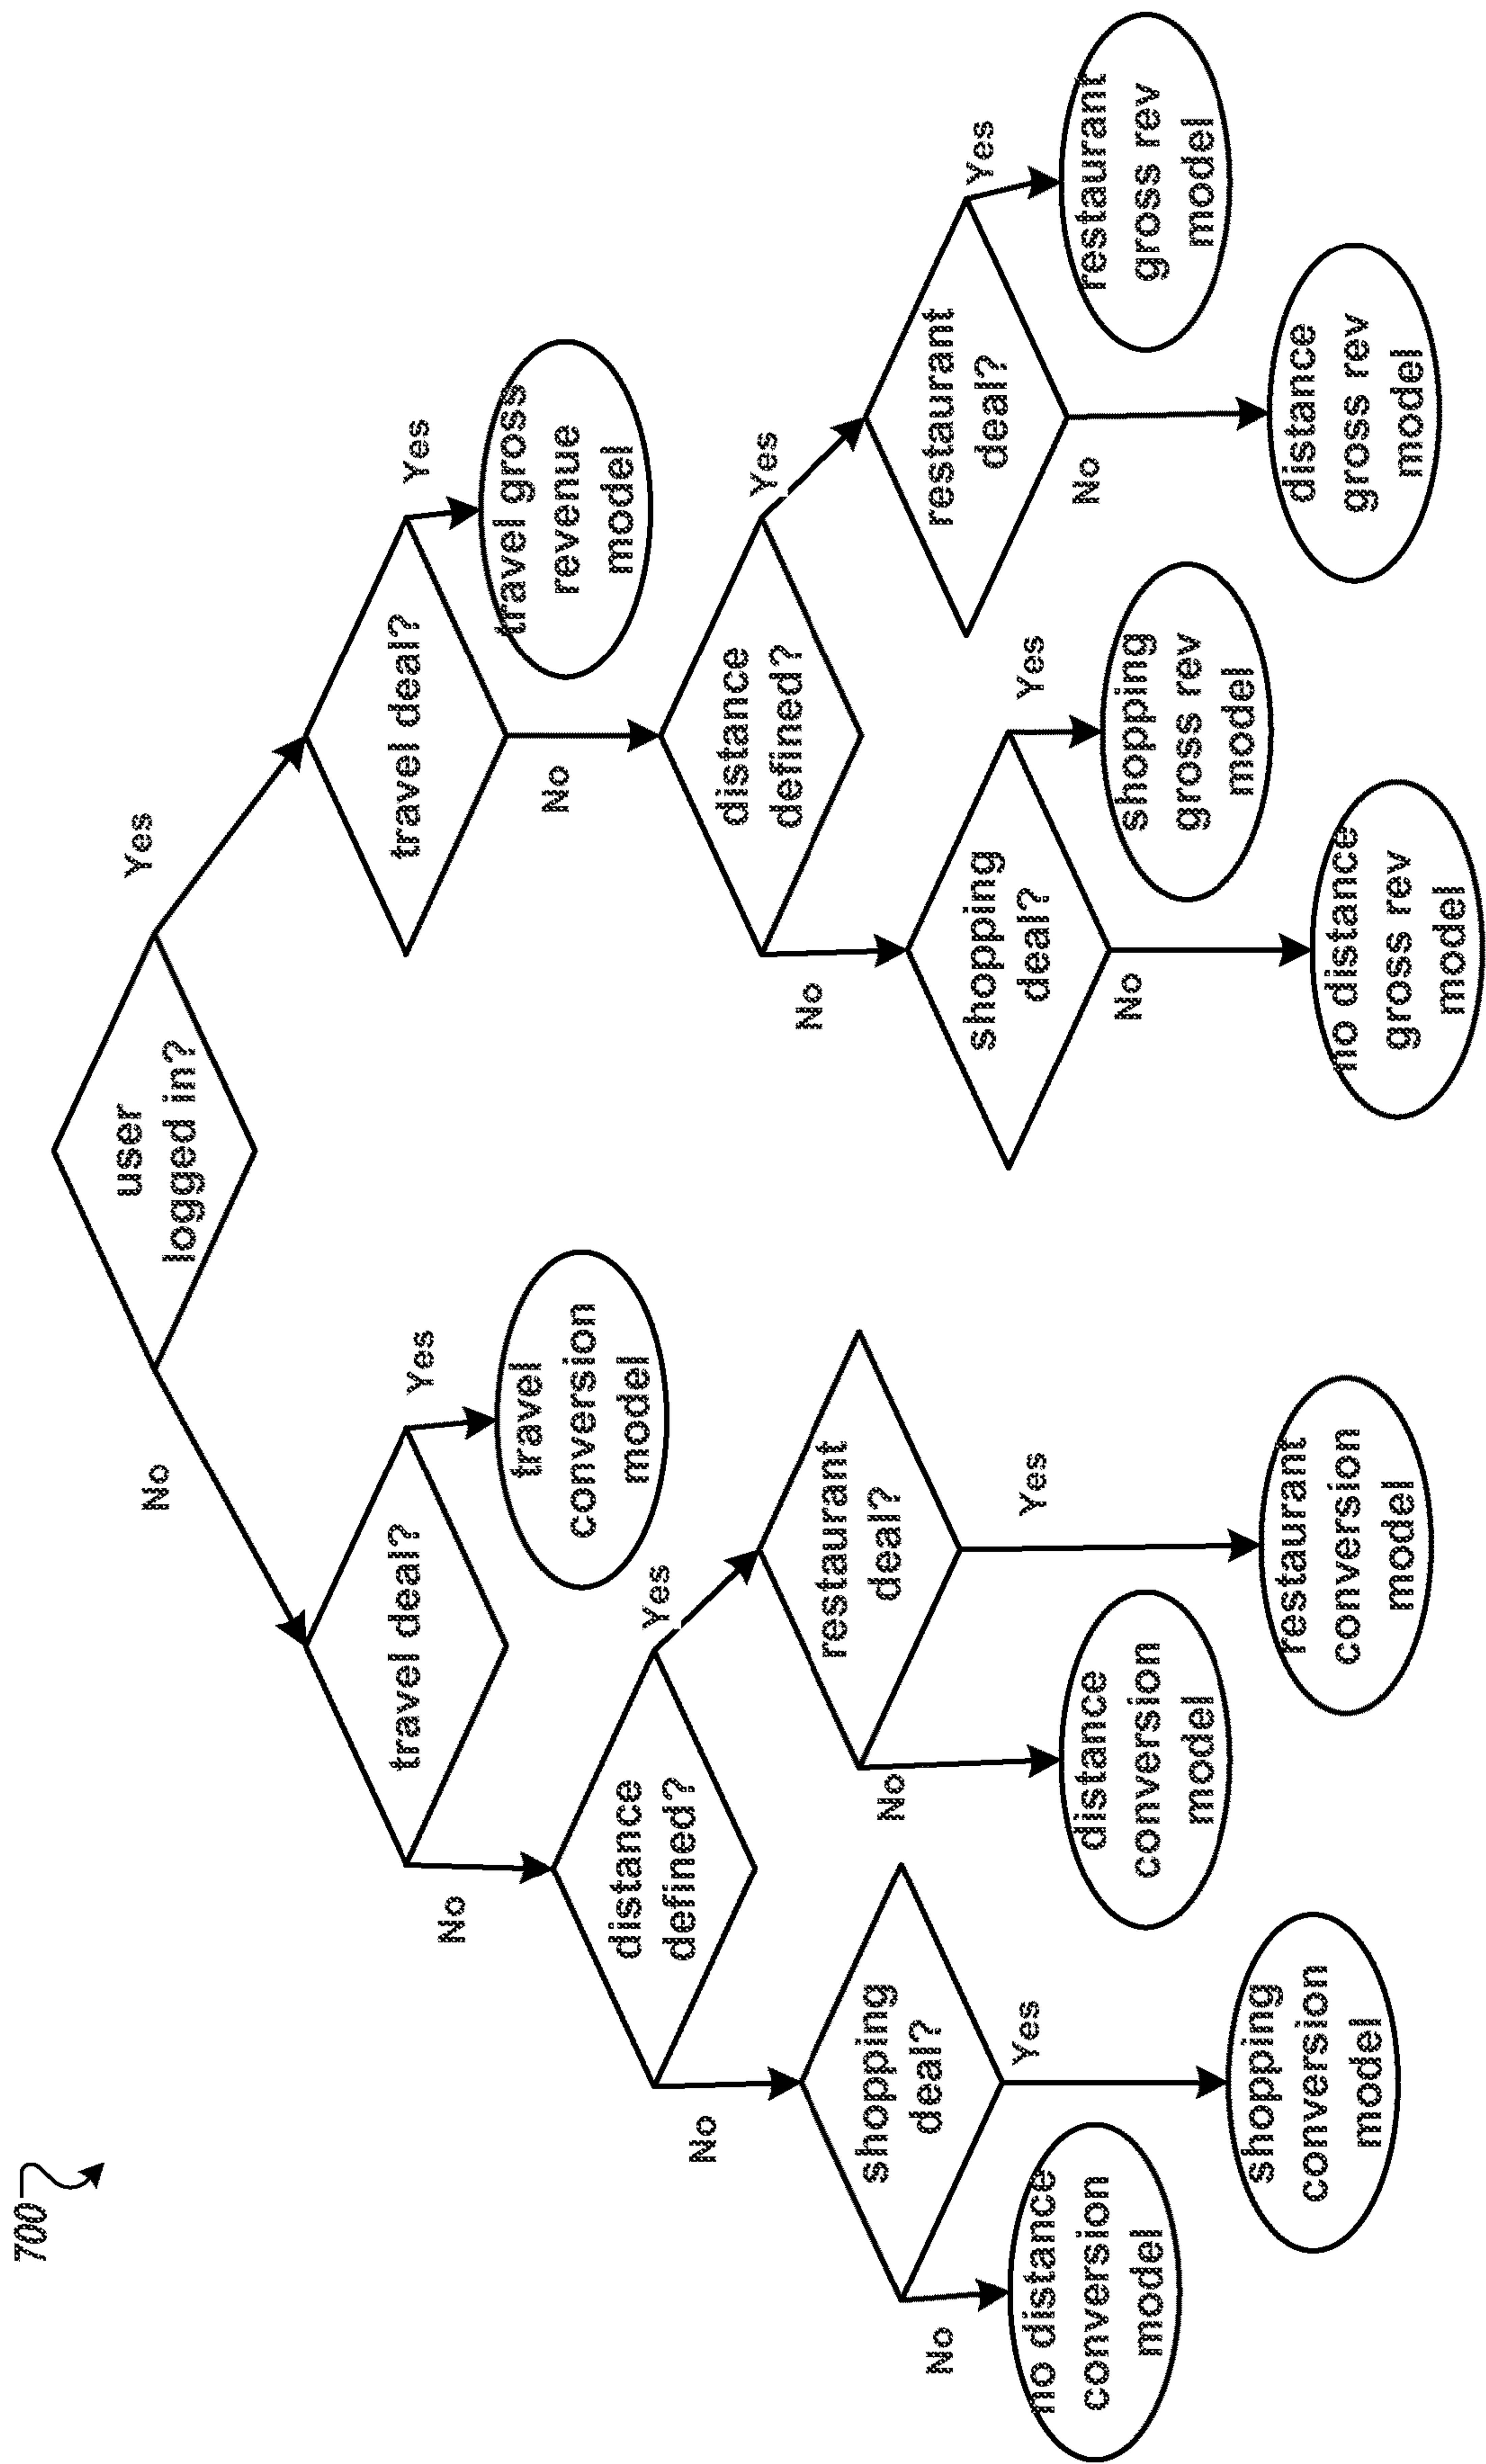 700
user
logged in?
No
Yes
travel deal?
Yes
travel
conversion
model
No
travel deal?
Yes
travel gross
revenue
model
No
distance
defined?
Yes
No
distance
defined?
Yes
No
shopping
deal?
No
no distance
conversion
model
Yes
shopping
conversion
model
restaurant
deal?
No
distance
conversion
model
Yes
restaurant
conversion
model
shopping
deal?
No
no distance
gross rev
model
Yes
shopping
gross rev
model
restaurant
deal?
No
distance
gross rev
model
Yes
restaurant
gross rev
model